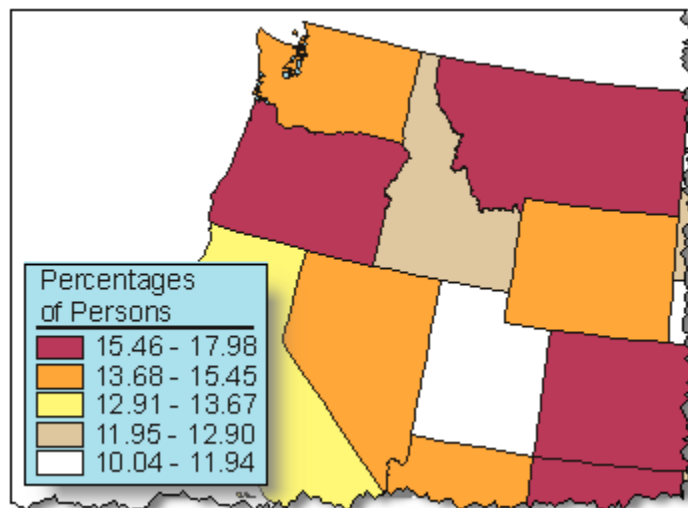 Percentages
of Persons
15.46 - 17.98
13.68 - 15.45
12.91 - 13.67
11.95 - 12.90
10.04 - 11.94